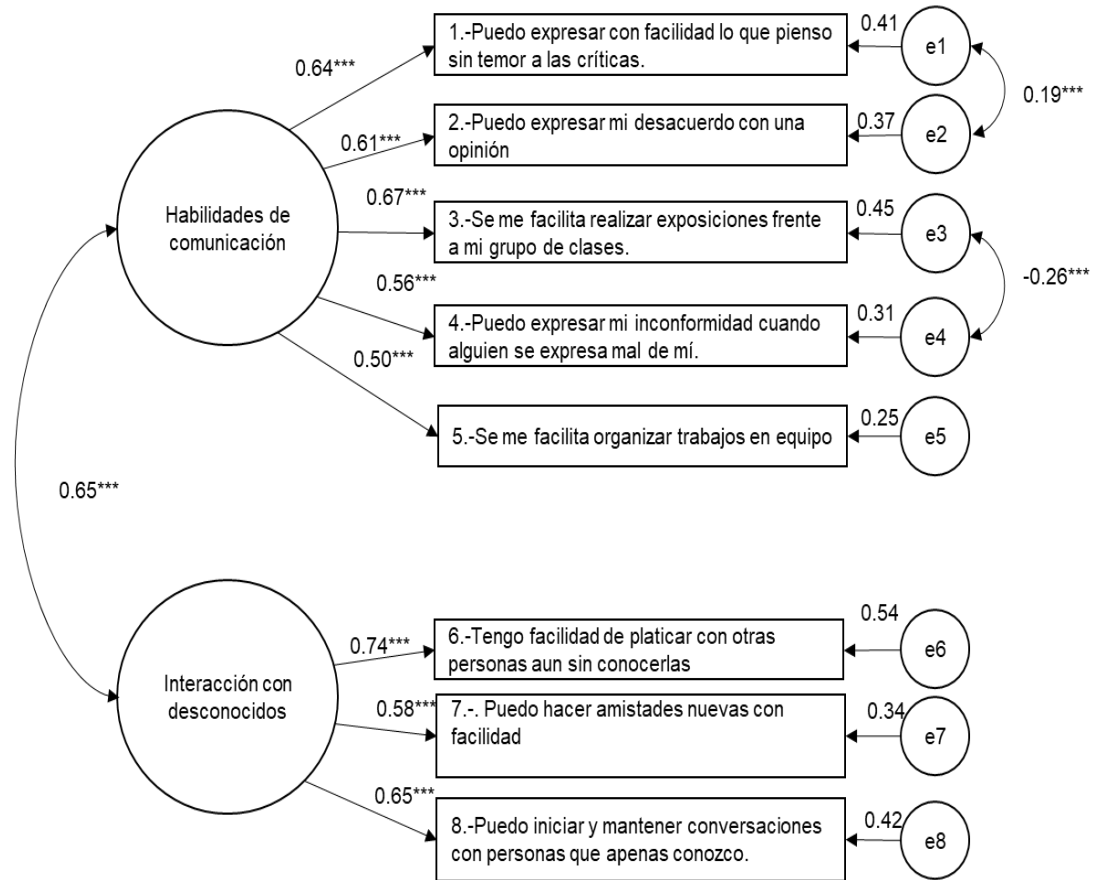 1.-Puedo expresar con facilidad lo que pienso
sin temor a las críticas.
0.41
e1
0.64***
0.19***
2.-Puedo expresar mi desacuerdo con una
opinión
0.37
e2
0.61***
Habilidades de
comunicación
0.67***
3.-Se me facilita realizar exposiciones frente
a mi grupo de clases.
0.45
e3
0.56***
-0.26***
4.-Puedo expresar mi inconformidad cuando
alguien se expresa mal de mí.
0.31
e4
0.50***
5.-Se me facilita organizar trabajos en equipo
0.25
e5
0.65***
Interacción con
desconocidos
0.74***
6.-Tengo facilidad de platicar con otras
personas aun sin conocerlas
0.54
e6
0.58***
7.-. Puedo hacer amistades nuevas con
facilidad
0.34
e7
0.65***
8.-Puedo iniciar y mantener conversaciones
con personas que apenas conozco.
0.42
e8